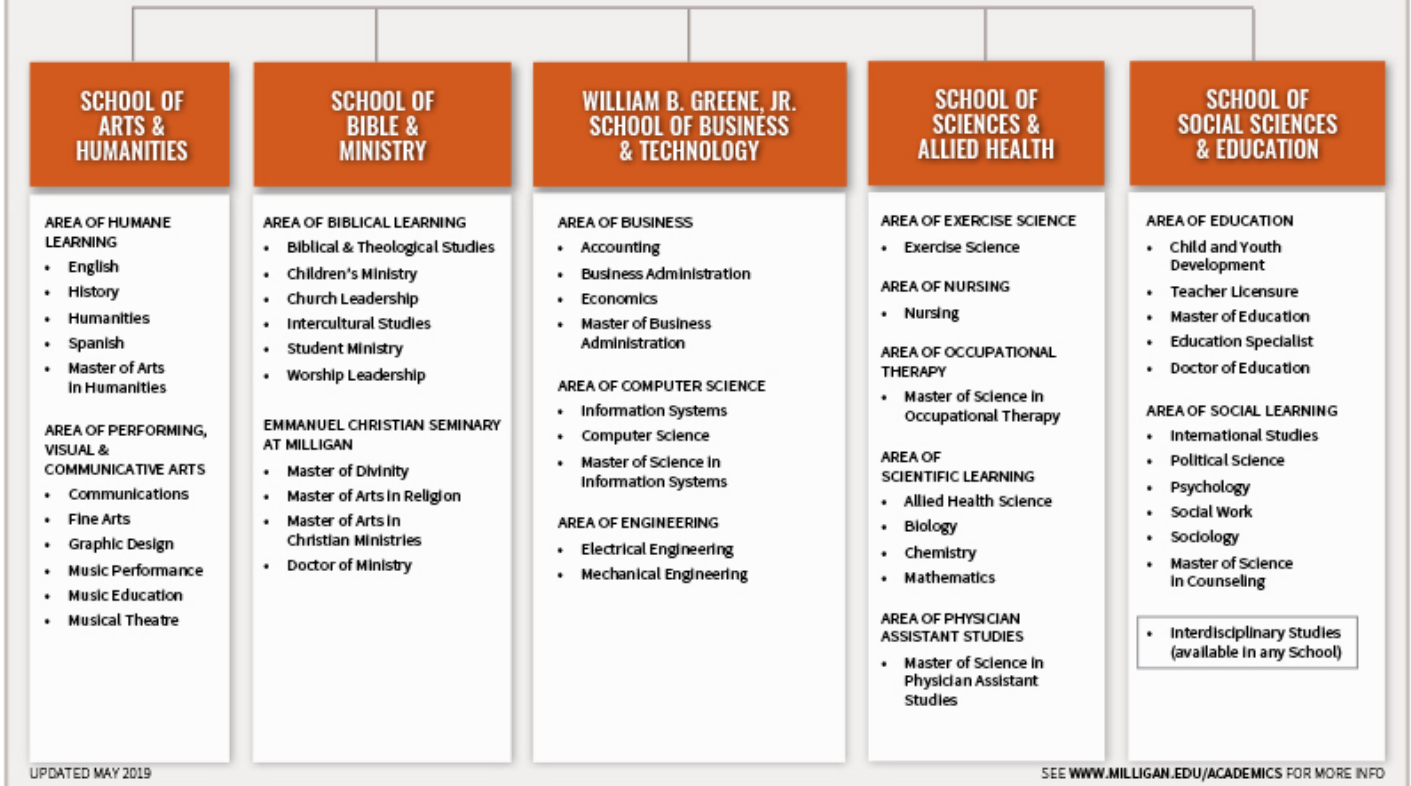 SCHOOL OF
ARTS &
HUMANITIES
AREA OF HUMANE
LEARNING
• English
• History
• Humanities
• Spanish
• Master of Arts
in Humanities
AREA OF PERFORMING,
VISUAL &
COMMUNICATIVE ARTS
• Communications
• Fine Arts
• Graphic Design
• Music Performance
• Music Education
• Musical Theatre
SCHOOL OF
BIBLE &
MINISTRY
AREA OF BIBLICAL LEARNING
• Biblical & Theological Studies
• Children's Ministry
• Church Leadership
• Intercultural Studies
• Student Ministry
• Worship Leadership
EMMANUEL CHRISTIAN SEMINARY
AT MILLIGAN
• Master of Divinity
• Master of Arts in Religion
• Master of Arts in
Christian Ministries
• Doctor of Ministry
WILLIAM B. GREENE, JR.
SCHOOL OF BUSINESS
& TECHNOLOGY
AREA OF BUSINESS
• Accounting
• Business Administration
• Economics
• Master of Business
Administration
AREA OF COMPUTER SCIENCE
• Information Systems
• Computer Science
• Master of Science in
Information Systems
AREA OF ENGINEERING
• Electrical Engineering
• Mechanical Engineering
SCHOOL OF
SCIENCES &
ALLIED HEALTH
AREA OF EXERCISE SCIENCE
• Exercise Science
AREA OF NURSING
• Nursing
AREA OF OCCUPATIONAL
THERAPY
• Master of Science in
Occupational Therapy
AREA OF
SCIENTIFIC LEARNING
• Allied Health Science
• Biology
• Chemistry
• Mathematics
AREA OF PHYSICIAN
ASSISTANT STUDIES
• Master of Science in
Physician Assistant
Studies
SCHOOL OF
SOCIAL SCIENCES
& EDUCATION
AREA OF EDUCATION
• Child and Youth
Development
• Teacher Licensure
• Master of Education
• Education Specialist
• Doctor of Education
AREA OF SOCIAL LEARNING
• International Studies
• Political Science
• Psychology
• Social Work
• Sociology
• Master of Science
in Counseling
• Interdisciplinary Studies
(available in any School)
UPDATED MAY 2019
SEE WWW.MILLIGAN.EDU/ACADEMICS FOR MORE INFO